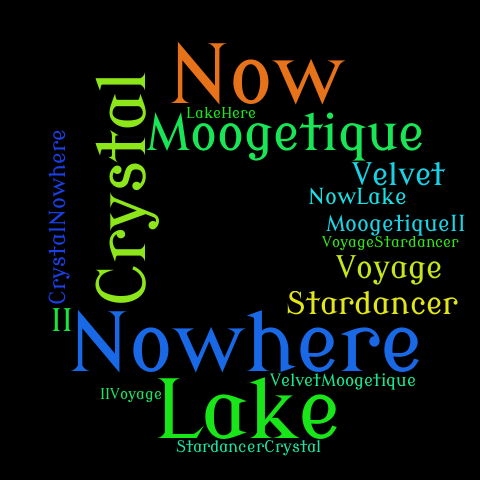 Now
Crystal
LakeHere
Moogetique
CrystalNowhere
Velvet
NowLake
MoogetiqueII
VoyageStardancer
Voyage
Stardancer
II
Nowhere
VelvetMoogetique
IIVoyage
Lake
StardancerCrystal